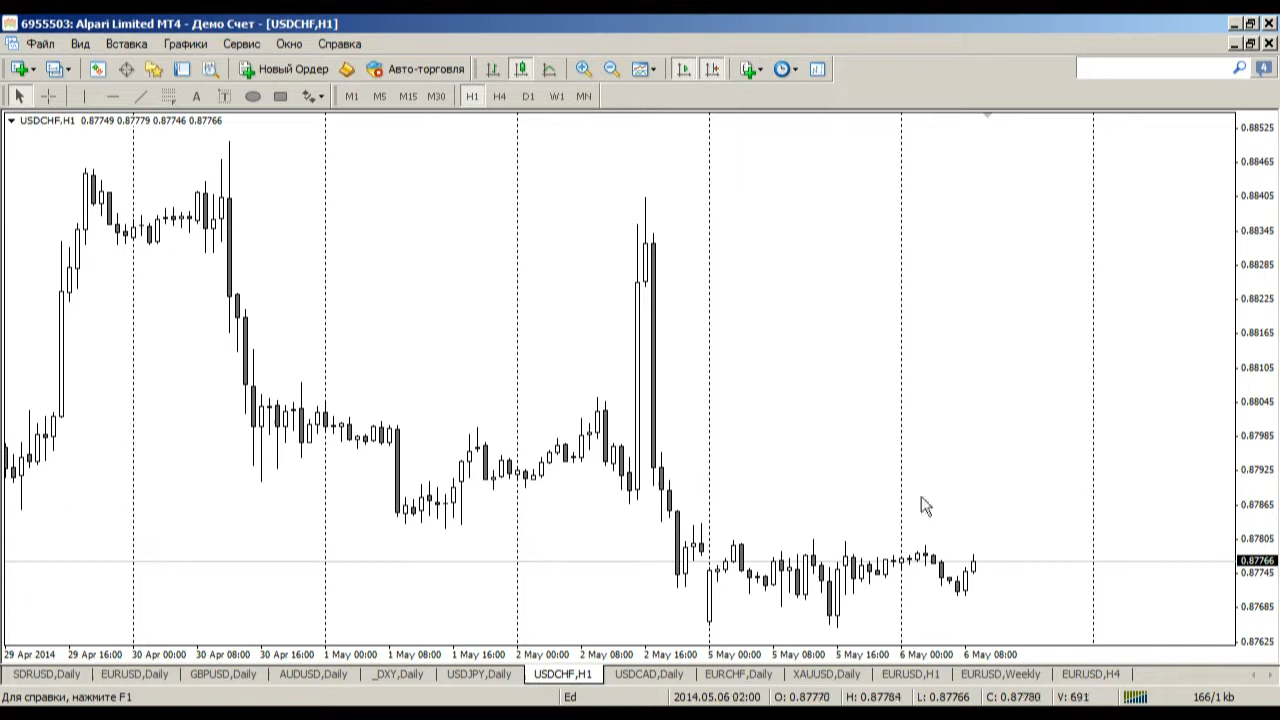 6955503: Alpari Limited MT4 - Демо Счет - [USDCHF,H1]
Файл Вид Вставка Графики Сервис Окно Справка
Новый Ордер Авто-торговля 4
A T M1 M5 M15 M30 H1 H4 D1 W1 MN
USDCHF,H1 0.87749 0.87779 0.87746 0.87766
0.88525
0.88465
0.88405
0.88345
0.88285
0.88225
0.88165
0.88105
0.88045
0.87985
0.87925
0.87865
0.87805
0.87766
0.87745
0.87685
0.87625
29 Apr 2014 29 Apr 16:00 30 Apr 00:00 30 Apr 08:00 30 Apr 16:00 1 May 00:00 1 May 08:00 1 May 16:00 2 May 00:00 2 May 08:00 2 May 16:00 5 May 00:00 5 May 08:00 5 May 16:00 6 May 00:00 6 May 08:00
SDRUSD,Daily EURUSD,Daily GBPUSD,Daily AUDUSD,Daily _DXY,Daily USDJPY,Daily USDCHF,H1 USDCAD,Daily EURCHF,Daily XAUUSD,Daily EURUSD,H1 EURUSD,Weekly EURUSD,H4
Для справки, нажмите F1 Ed 2014.05.06 02:00 O: 0.87770 H: 0.87784 L: 0.87766 C: 0.87780 V: 691 166/1 kb